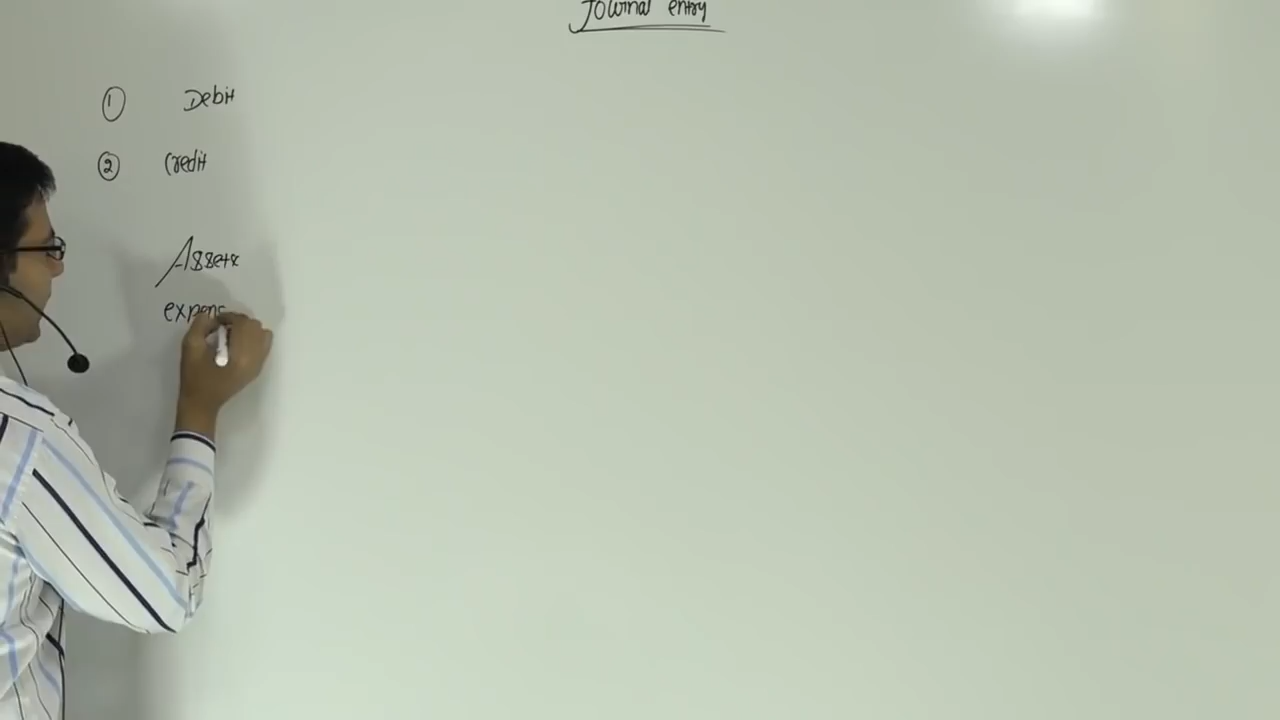 Journal entry
① Debit
② Credit
Assets
expens